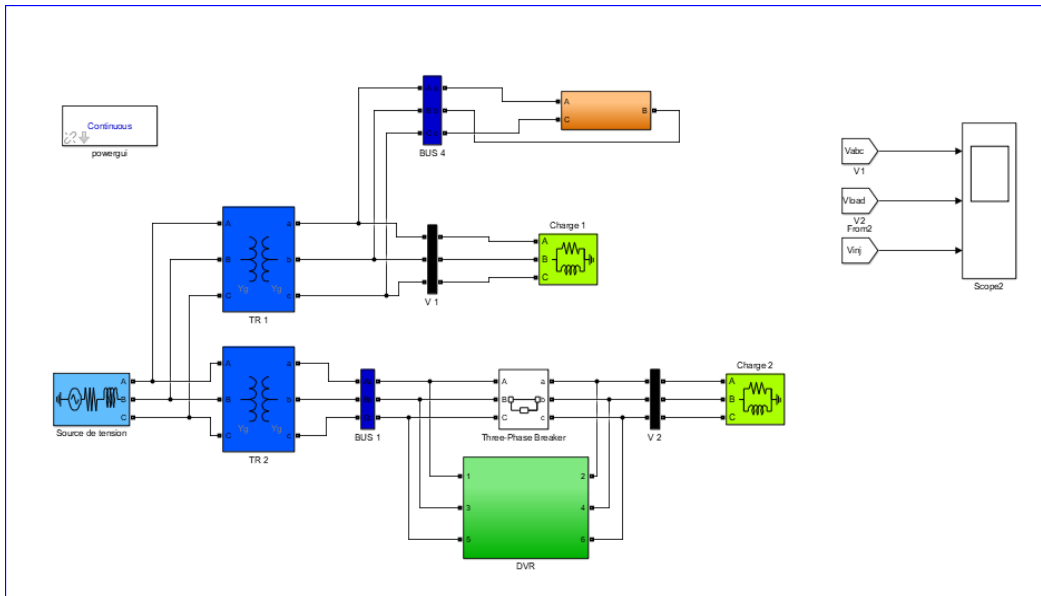 Continuous
powergui
BUS 4
A
C
B
A
B
C
a
b
c
Yg
Yg
TR 1
V 1
Charge 1
A
B
C
Vabc
V1
Vload
V2
From2
Vinj
Scope2
A
B
C
Source de tension
A
B
C
a
b
c
Yg
Yg
TR 2
BUS 1
A
B
C
a
b
c
Three-Phase Breaker
V 2
Charge 2
A
B
C
1
3
5
2
4
6
DVR